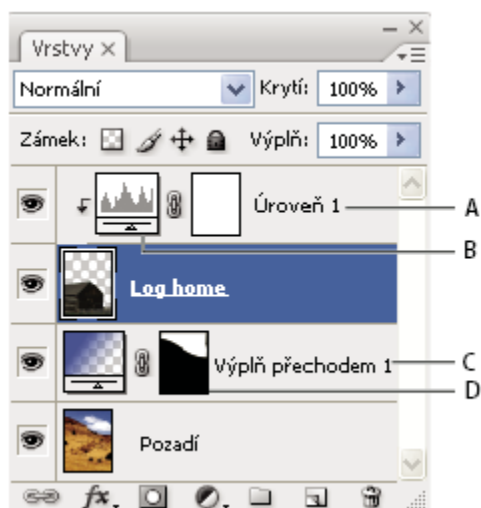 Vrstvy
Normální Krytí: 100%
Zámek: Výplň: 100%
Úroveň 1 A
B
Log home
Výplň přechodem 1 C
D
Pozadí
fx.